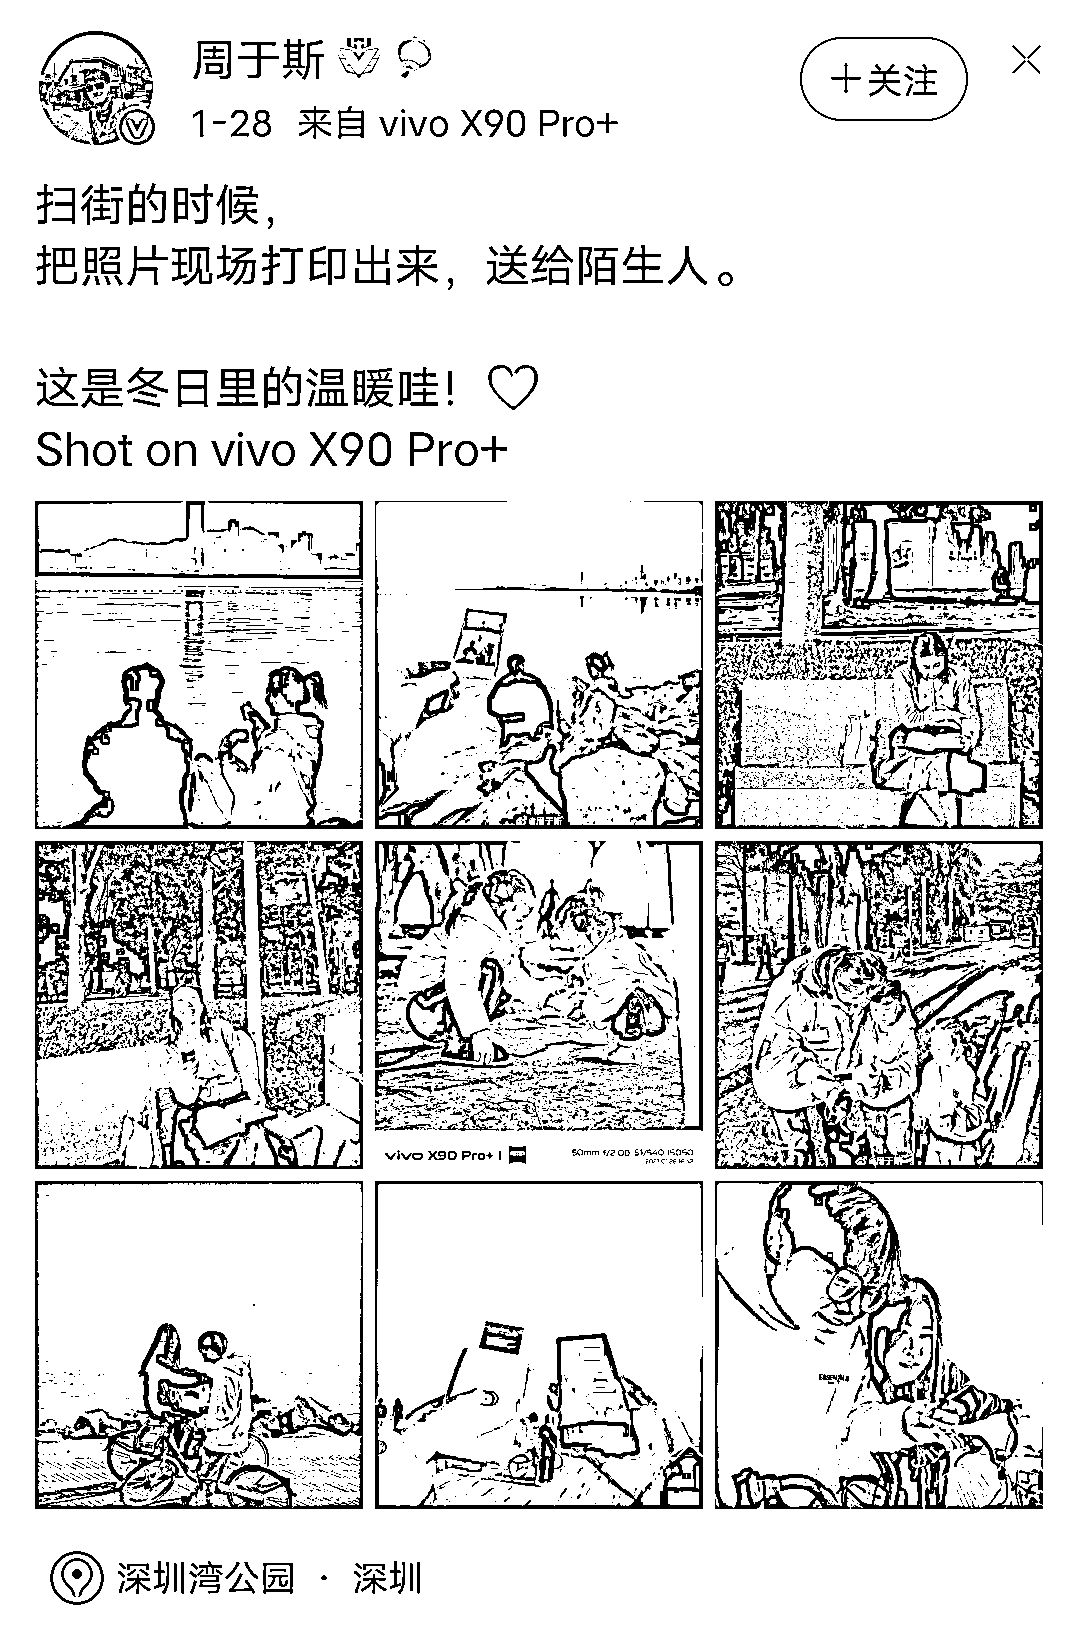 周于斯
+关注
1-28 来自 vivo X90 Pro+
扫街的时候，
把照片现场打印出来，送给陌生人。
这是冬日里的温暖哇！♡
Shot on vivo X90 Pro+
vivo X90 Pro+
深圳湾公园 · 深圳